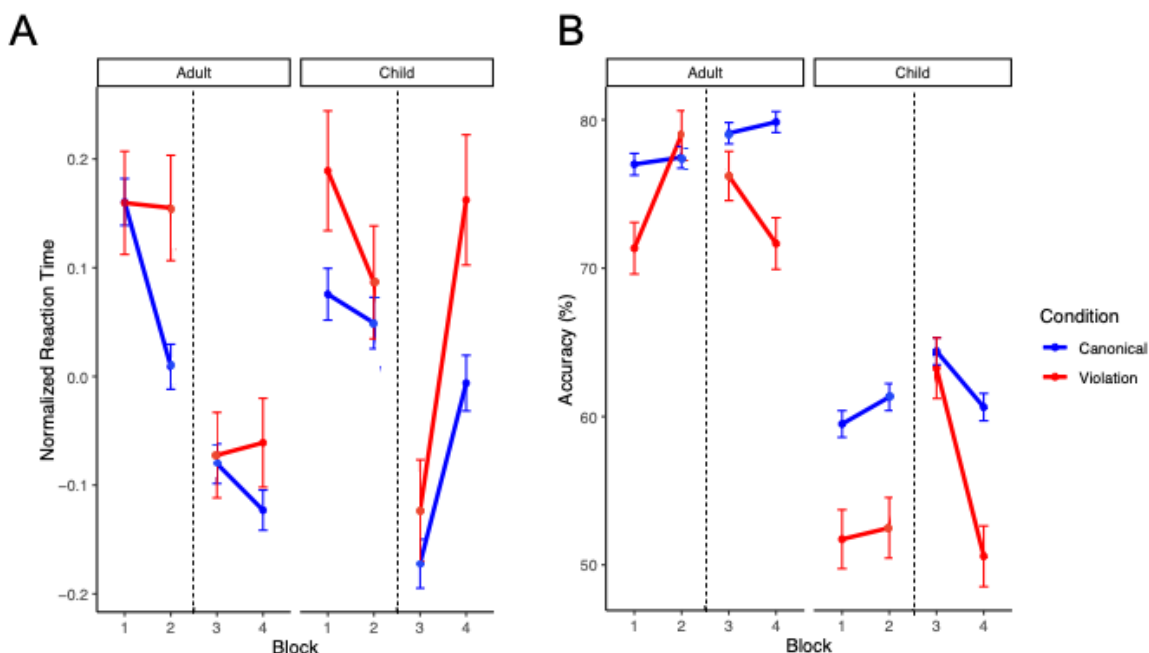 A
B
Adult
Child
Adult
Child
0.2
0.1
0.0
−0.1
−0.2
Normalized Reaction Time
1
2
3
4
1
2
3
4
Block
80
70
60
50
Accuracy (%)
1
2
3
4
1
2
3
4
Block
Condition
Canonical
Violation